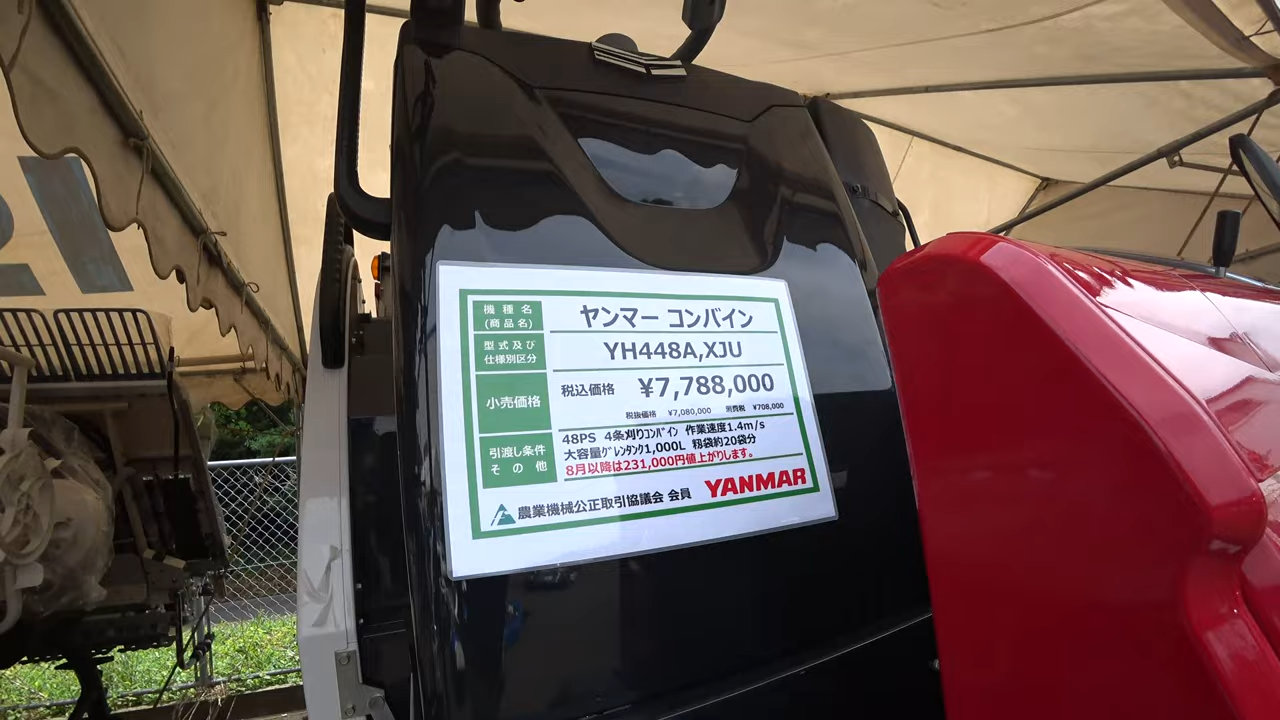 機種名
(商品名)
ヤンマー コンバイン
型式及び
仕様別区分
YH448A,XJU
小売価格
税込価格 ¥7,788,000
税抜価格 ¥7,080,000 消費税 ¥708,000
引渡し条件
その他
48PS 4条刈りｺﾝﾊﾞｲﾝ 作業速度1.4m/s
大容量ｸﾞﾚﾝﾀﾝｸ1,000L 籾袋約20袋分
8月以降は231,000円値上がりします。
農業機械公正取引協議会 会員
YANMAR